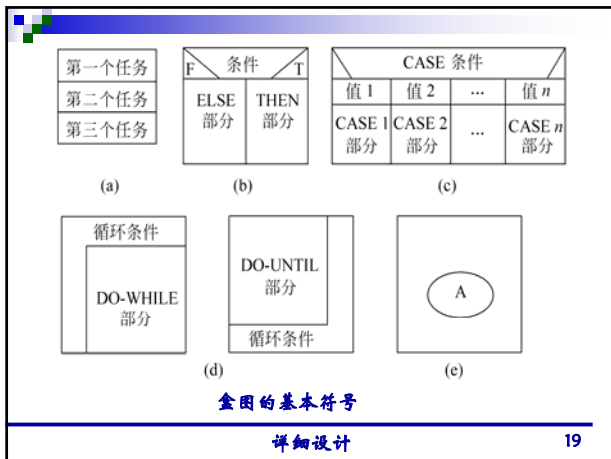 第一个任务
第二个任务
第三个任务
(a)
F 条件 T
ELSE THEN
部分 部分
(b)
CASE 条件
值 1 值 2 ... 值 n
CASE 1 CASE 2 ... CASE n
部分 部分 部分
(c)
循环条件
DO-WHILE
部分
DO-UNTIL
部分
循环条件
(d)
A
(e)
盒图的基本符号
详细设计 19